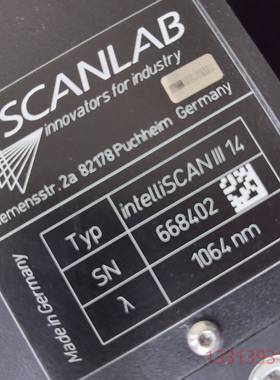 SCANLAB
innovators for industry
emensstr. 2a 82178 Puchheim Germany
Typ intelliSCAN III 14
SN 668402
λ 1064 nm
Made in Germany